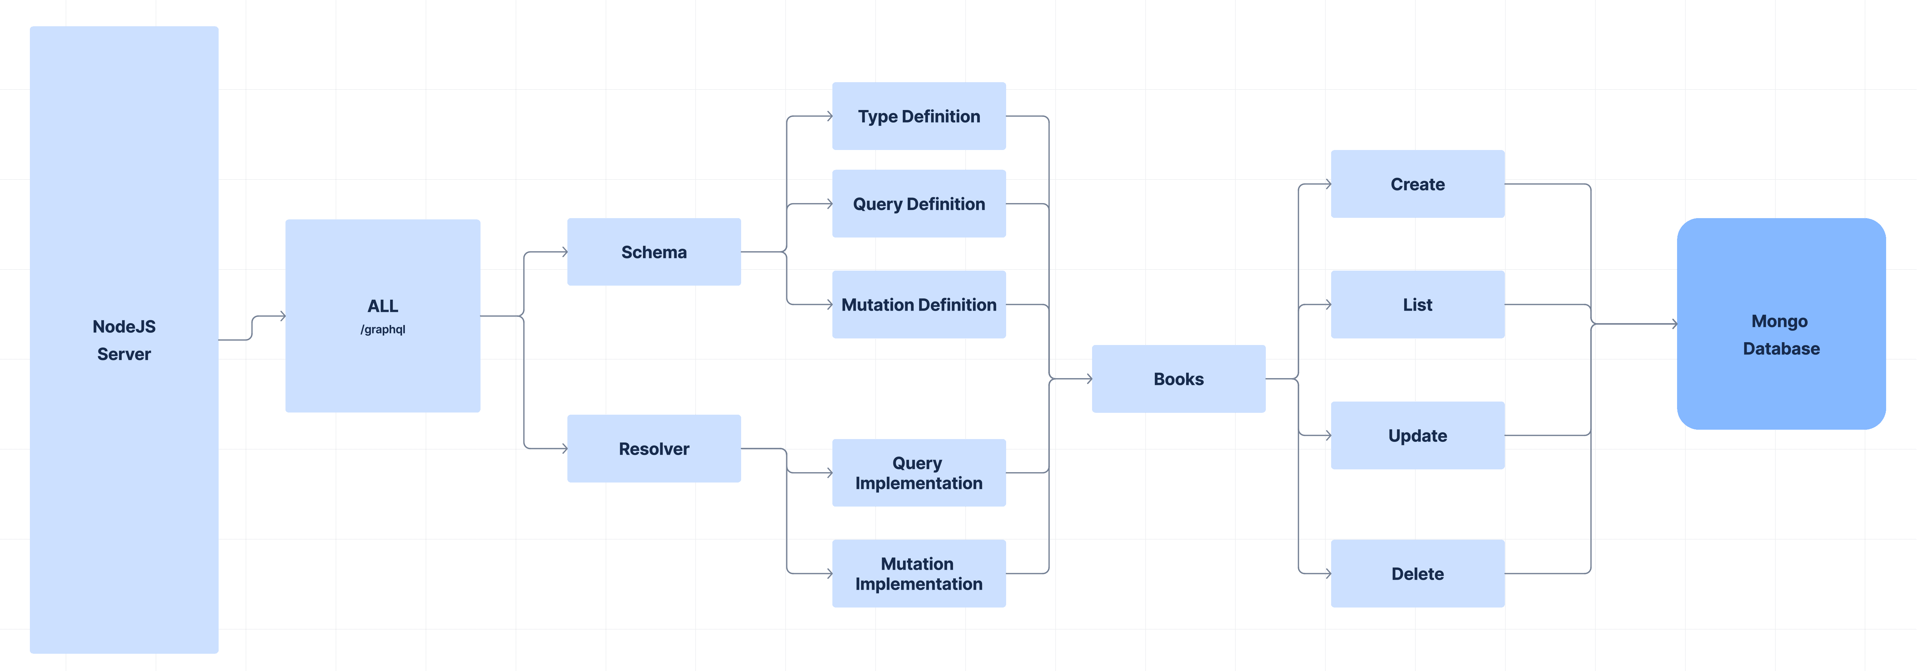 NodeJS
Server
ALL
/graphql
Schema
Resolver
Type Definition
Query Definition
Mutation Definition
Query
Implementation
Mutation
Implementation
Books
Create
List
Update
Delete
Mongo
Database